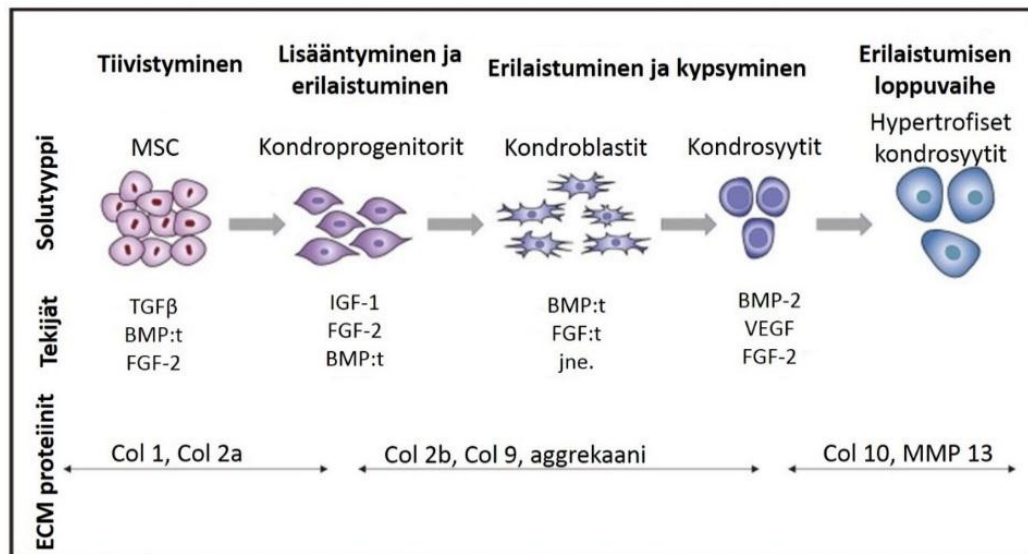 Tiivistyminen
Lisääntyminen ja
erilaistuminen
Erilaistuminen ja kypsyminen
Erilaistumisen
loppuvaihe
Solutyyppi
MSC
Kondroprogenitorit
Kondroblastit
Kondrosyytit
Hypertrofiset
kondrosyytit
Tekijät
TGFβ
BMP:t
FGF-2
IGF-1
FGF-2
BMP:t
BMP:t
FGF:t
jne.
BMP-2
VEGF
FGF-2
ECM proteiinit
Col 1, Col 2a
Col 2b, Col 9, aggrekaani
Col 10, MMP 13